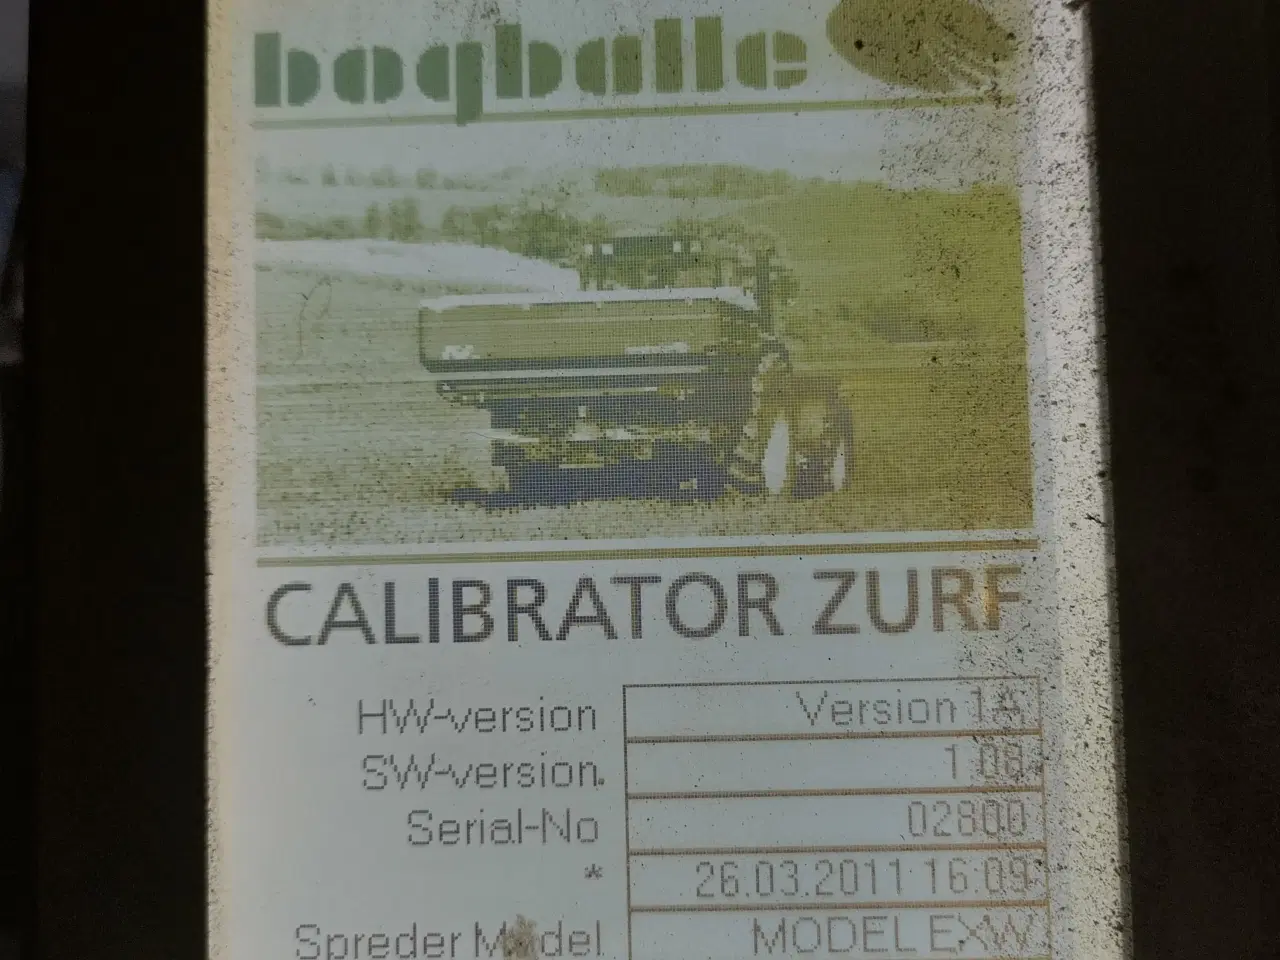 bogballe
CALIBRATOR ZURF
HW-version Version 1A
SW-version. 1.08
Serial-No 02800
* 26.03.2011 16:09
Spreder Model MODEL EXW